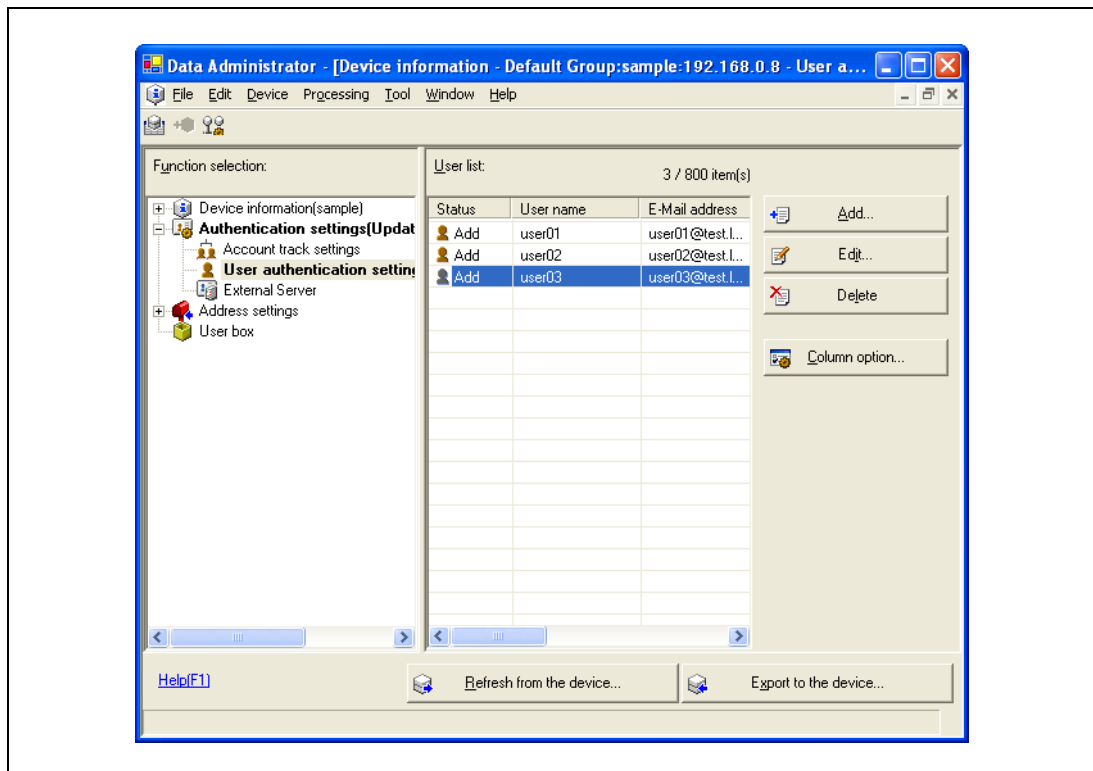 Data Administrator - [Device information - Default Group:sample:192.168.0.8 - User a...
File Edit Device Processing Tool Window Help
Function selection:
Device information(sample)
Authentication settings[Updat
Account track settings
User authentication setting
External Server
Address settings
User box
User list:
3 / 800 item(s)
Status User name E-Mail address
Add user01 user01@test.l...
Add user02 user02@test.l...
Add user03 user03@test.l...
Add...
Edit...
Delete
Column option...
Help(F1)
Refresh from the device...
Export to the device...